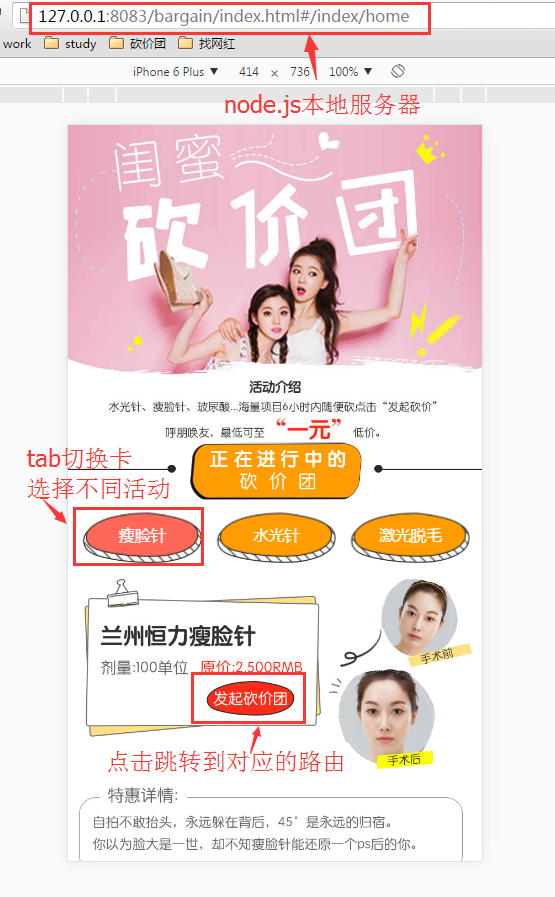 127.0.0.1:8083/bargain/index.html#/index/home
work study 砍价团 找网红
iPhone 6 Plus ▼ 414 × 736 100% ▼
node.js本地服务器
闺蜜
砍价团
活动介绍
水光针、瘦脸针、玻尿酸...海量项目6小时内随便砍点击“发起砍价”
呼朋唤友，最低可至“一元”低价。
tab切换卡
选择不同活动
正在进行中的
砍价团
瘦脸针 水光针 激光脱毛
兰州恒力瘦脸针
剂量:100单位 原价:2,500RMB
发起砍价团
手术前
手术后
点击跳转到对应的路由
特惠详情:
自拍不敢抬头，永远躲在背后，45°是永远的归宿。
你以为脸大是一世，却不知瘦脸针能还原一个ps后的你。